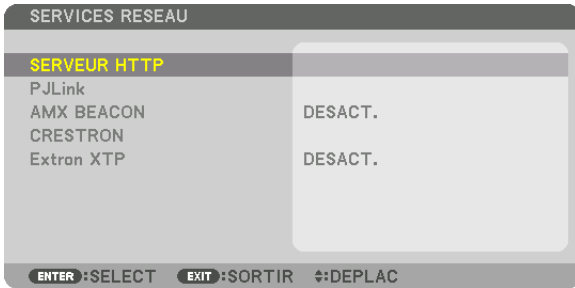 SERVICES RESEAU
SERVEUR HTTP
PJLink
AMX BEACON DESACT.
CRESTRON
Extron XTP DESACT.
ENTER :SELECT EXIT :SORTIR :DEPLAC